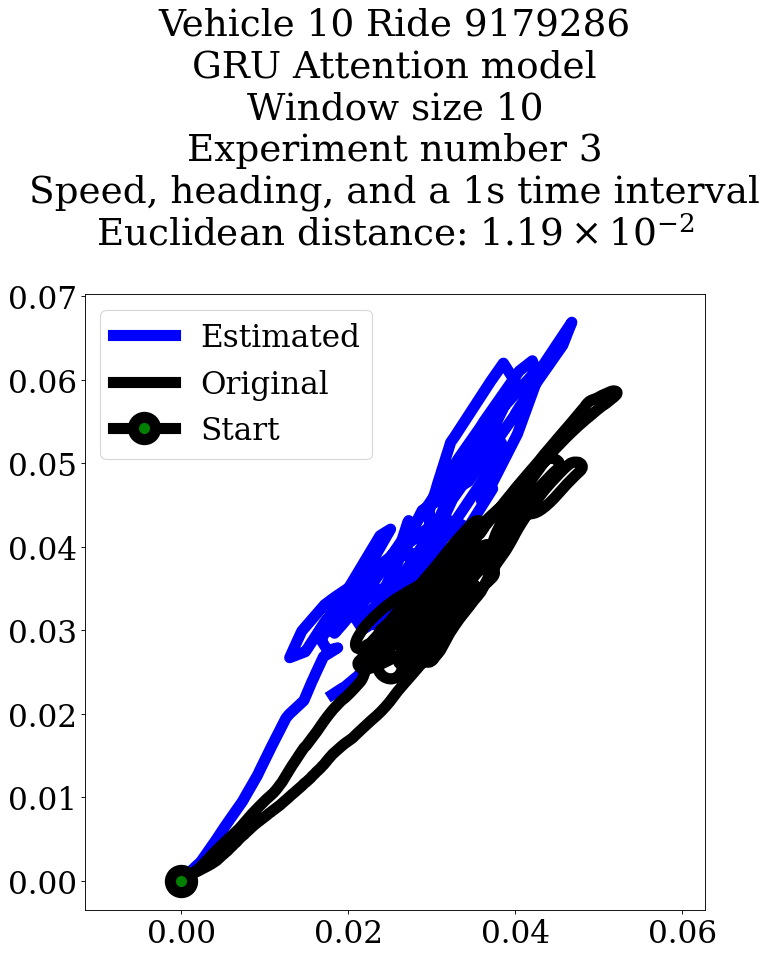 Vehicle 10 Ride 9179286
GRU Attention model
Window size 10
Experiment number 3
Speed, heading, and a 1s time interval
Euclidean distance: 1.19 × 10⁻²
0.07
0.06
0.05
0.04
0.03
0.02
0.01
0.00
Estimated
Original
Start
0.00 0.02 0.04 0.06